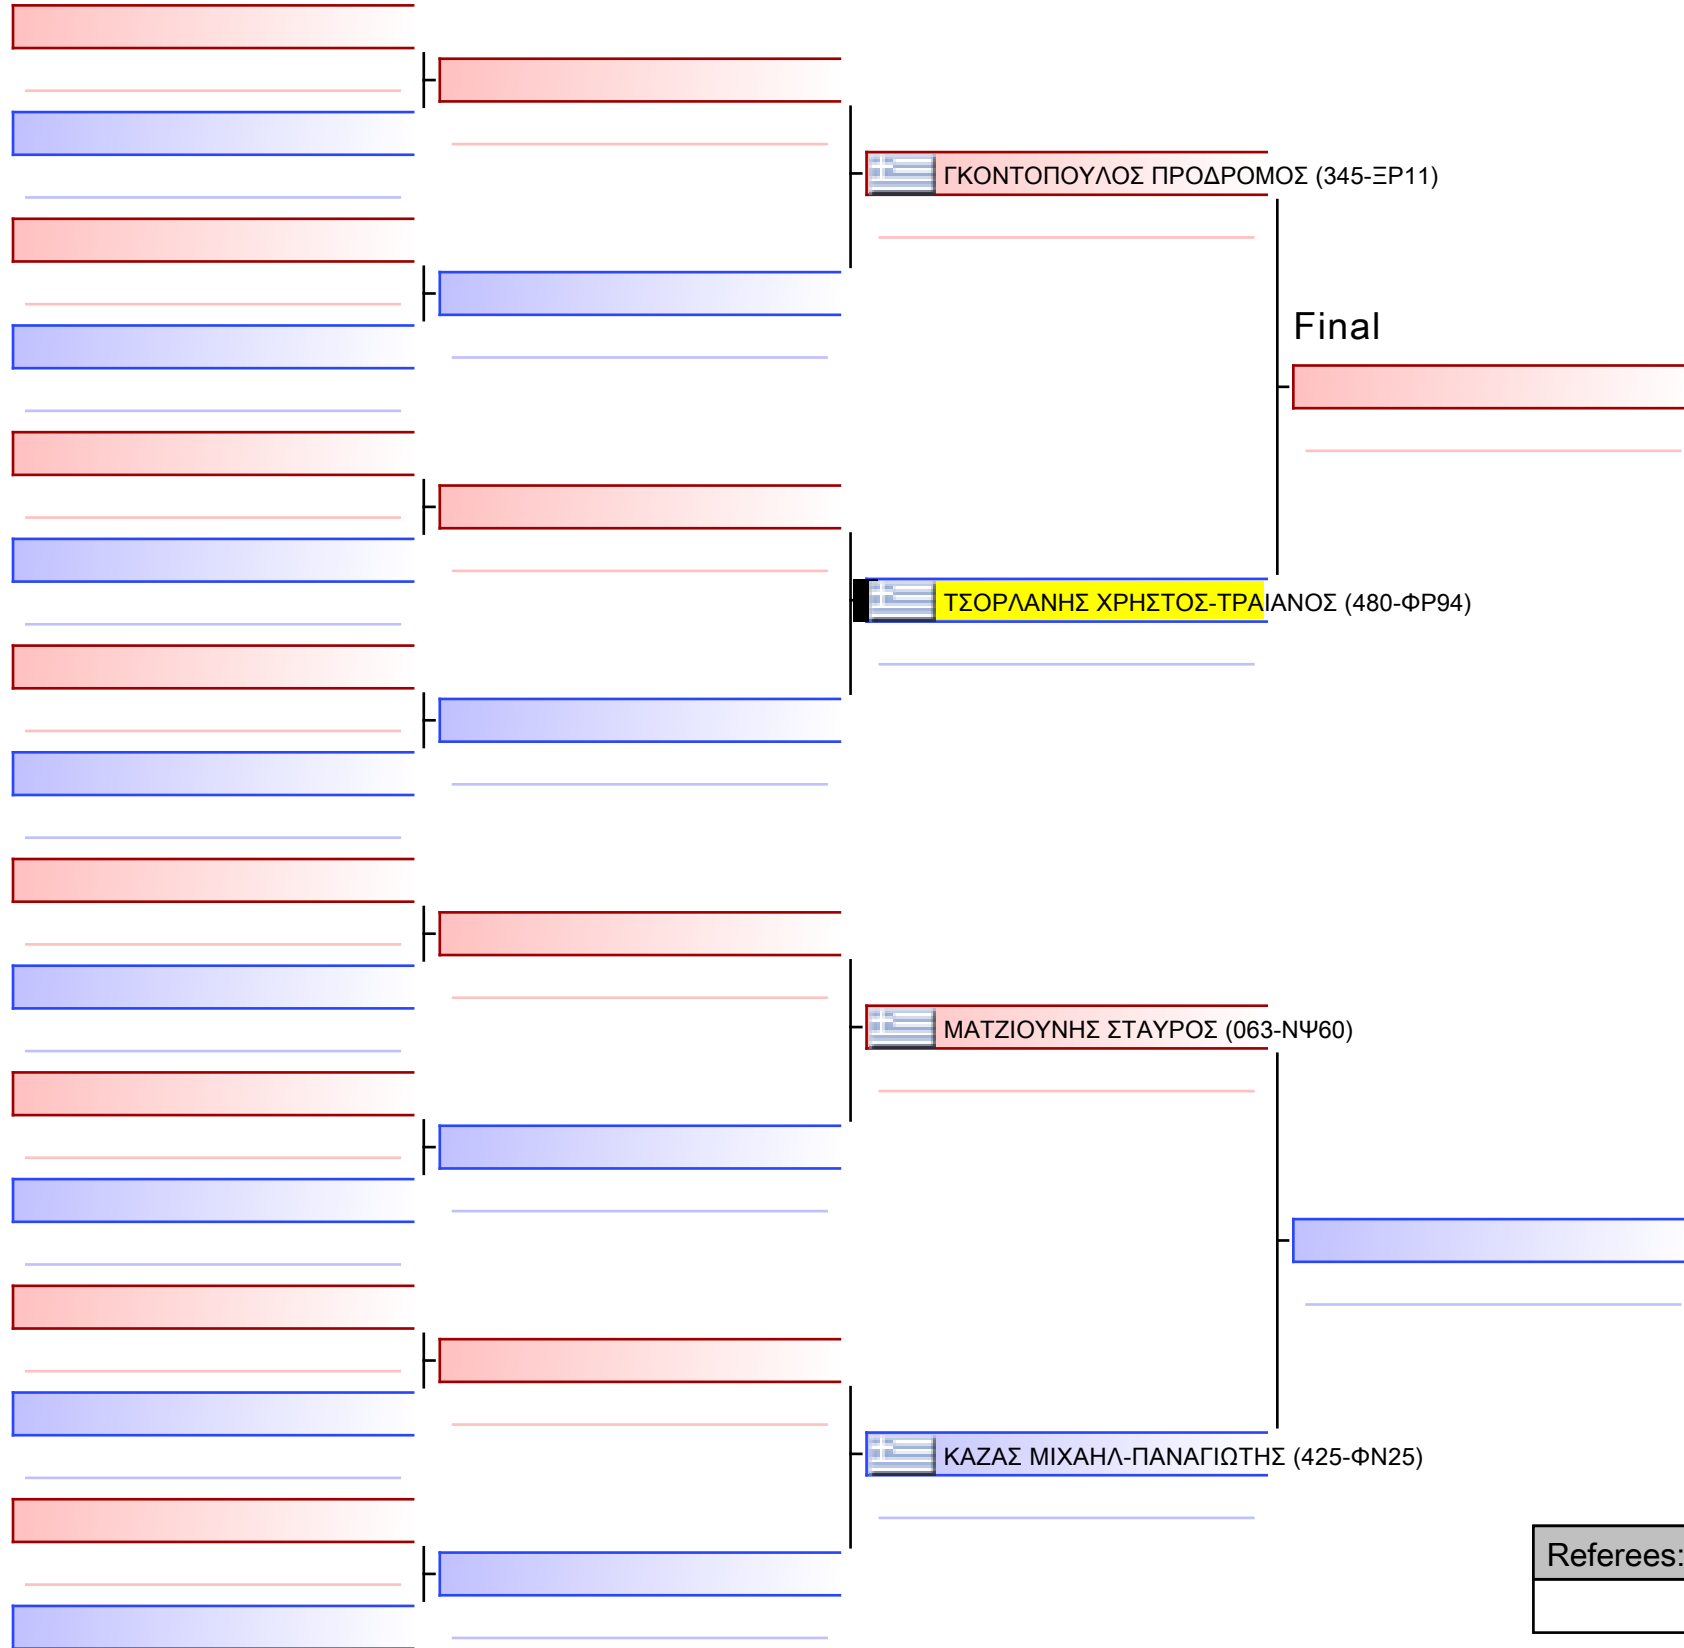 ΓΚΟΝΤΟΠΟΥΛΟΣ ΠΡΟΔΡΟΜΟΣ (345-ΞΡ11)
Final
ΤΣΟΡΛΑΝΗΣ ΧΡΗΣΤΟΣ-ΤΡΑΙΑΝΟΣ (480-ΦΡ94)
ΜΑΤΖΙΟΥΝΗΣ ΣΤΑΥΡΟΣ (063-ΝΨ60)
ΚΑΖΑΣ ΜΙΧΑΗΛ-ΠΑΝΑΓΙΩΤΗΣ (425-ΦΝ25)
Referees: